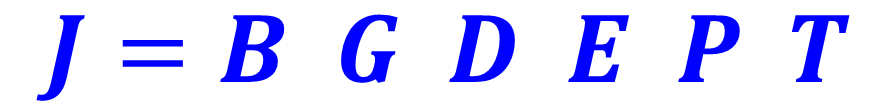 J = B G D E P T